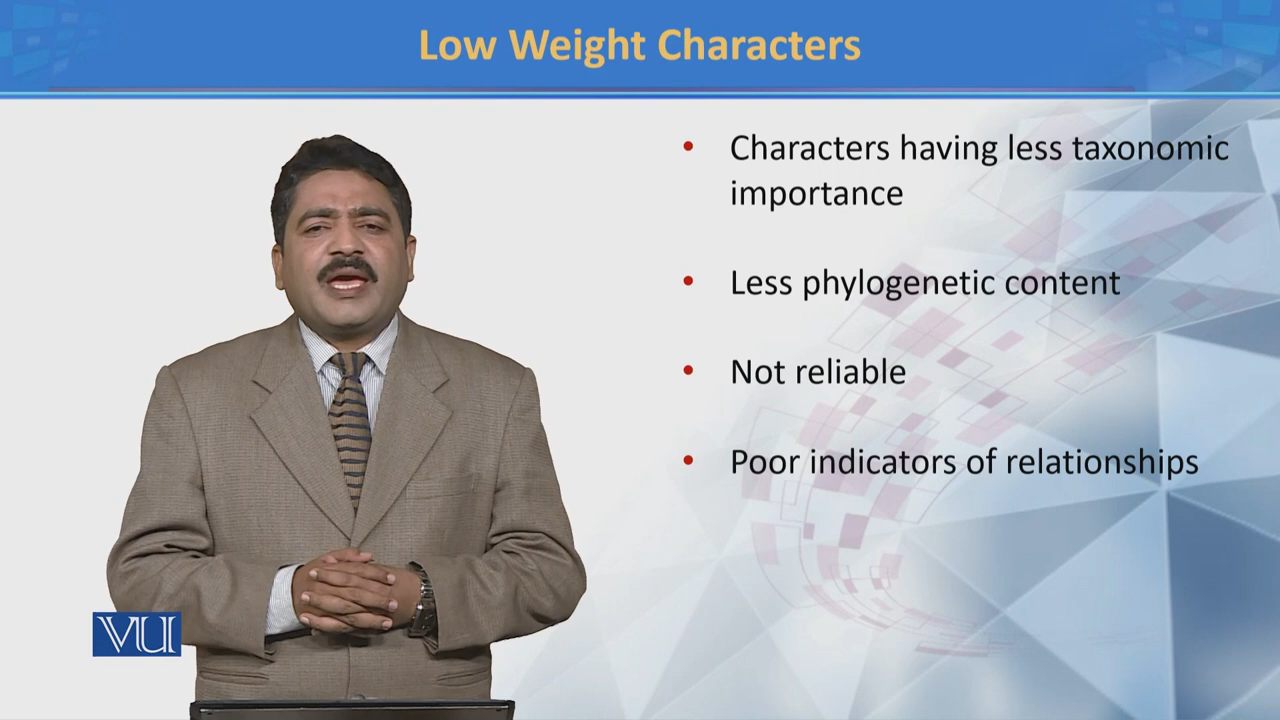 Low Weight Characters
• Characters having less taxonomic
importance
• Less phylogenetic content
• Not reliable
• Poor indicators of relationships
VU